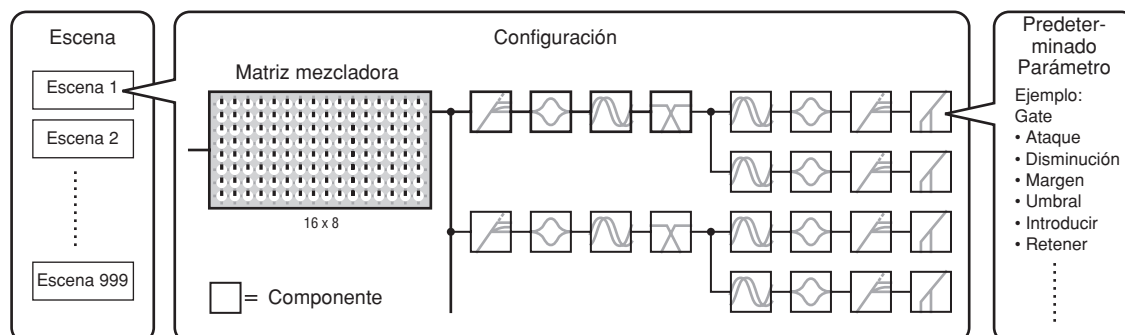 Escena
Escena 1
Escena 2
Escena 999
Configuración
Matriz mezcladora
16 x 8
= Componente
Predeter-
minado
Parámetro
Ejemplo:
Gate
• Ataque
• Disminución
• Margen
• Umbral
• Introducir
• Retener